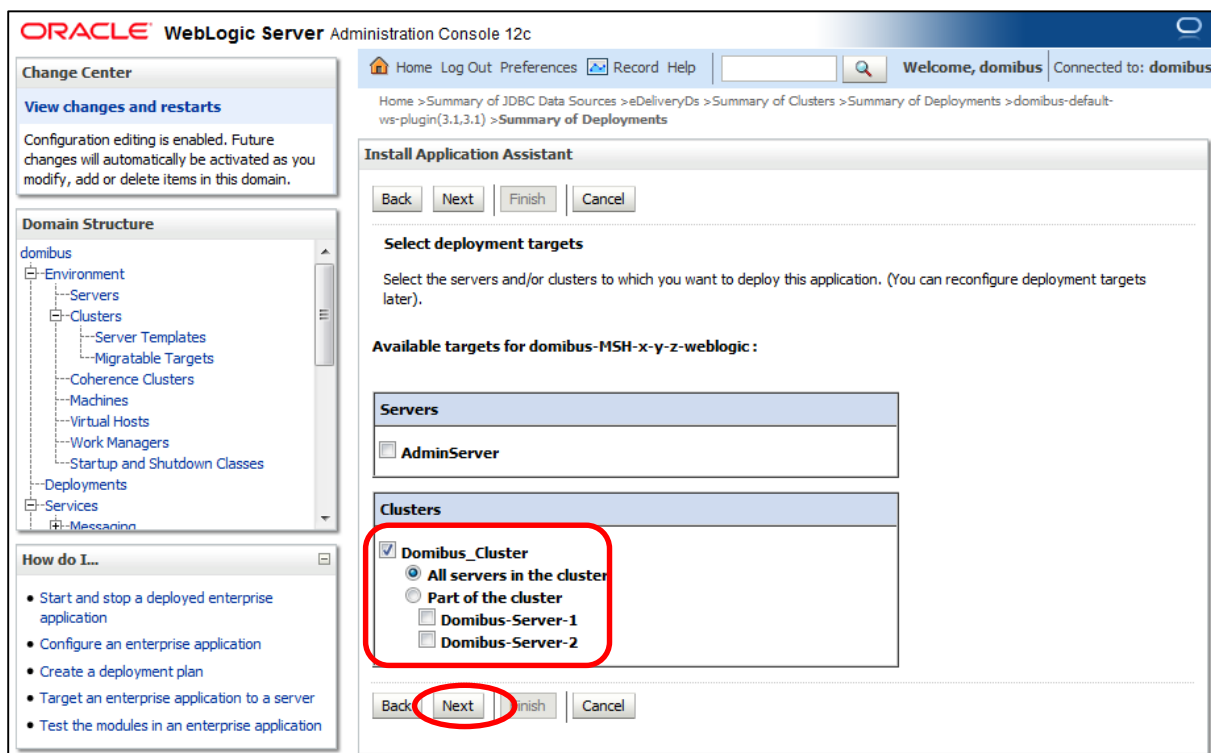 ORACLE WebLogic Server Administration Console 12c
Change Center
View changes and restarts
Configuration editing is enabled. Future
changes will automatically be activated as you
modify, add or delete items in this domain.
Domain Structure
domibus
Environment
Servers
Clusters
Server Templates
Migratable Targets
Coherence Clusters
Machines
Virtual Hosts
Work Managers
Startup and Shutdown Classes
Deployments
Services
Messaging
How do I...
Start and stop a deployed enterprise
application
Configure an enterprise application
Create a deployment plan
Target an enterprise application to a server
Test the modules in an enterprise application
Home Log Out Preferences Record Help
Welcome, domibus Connected to: domibus
Home >Summary of JDBC Data Sources >eDeliveryDs >Summary of Clusters >Summary of Deployments >domibus-default-
ws-plugin(3.1,3.1) >Summary of Deployments
Install Application Assistant
Back Next Finish Cancel
Select deployment targets
Select the servers and/or clusters to which you want to deploy this application. (You can reconfigure deployment targets
later).
Available targets for domibus-MSH-x-y-z-weblogic :
Servers
AdminServer
Clusters
Domibus_Cluster
All servers in the cluster
Part of the cluster
Domibus-Server-1
Domibus-Server-2
Back Next Finish Cancel